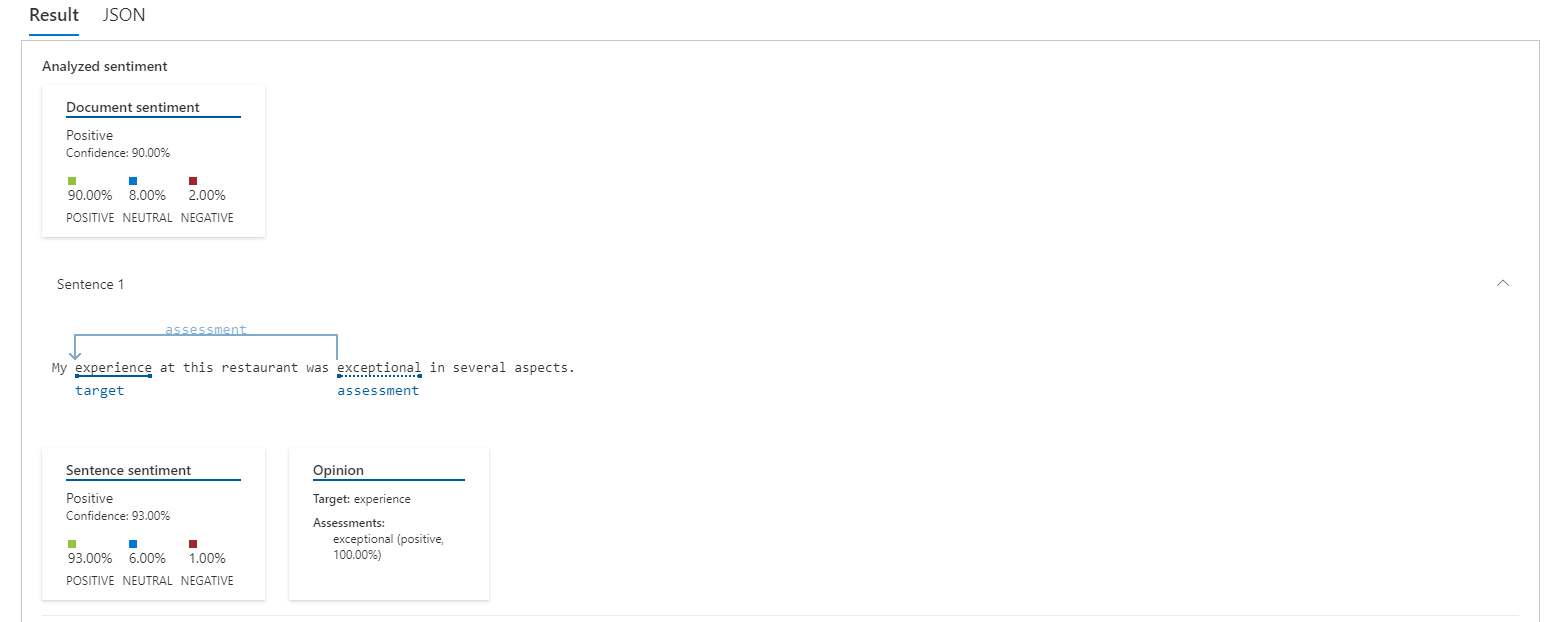 Result JSON
Analyzed sentiment
Document sentiment
Positive
Confidence: 90.00%
90.00% 8.00% 2.00%
POSITIVE NEUTRAL NEGATIVE
Sentence 1
assessment
My experience at this restaurant was exceptional in several aspects.
target assessment
Sentence sentiment
Positive
Confidence: 93.00%
93.00% 6.00% 1.00%
POSITIVE NEUTRAL NEGATIVE
Opinion
Target: experience
Assessments:
exceptional (positive,
100.00%)